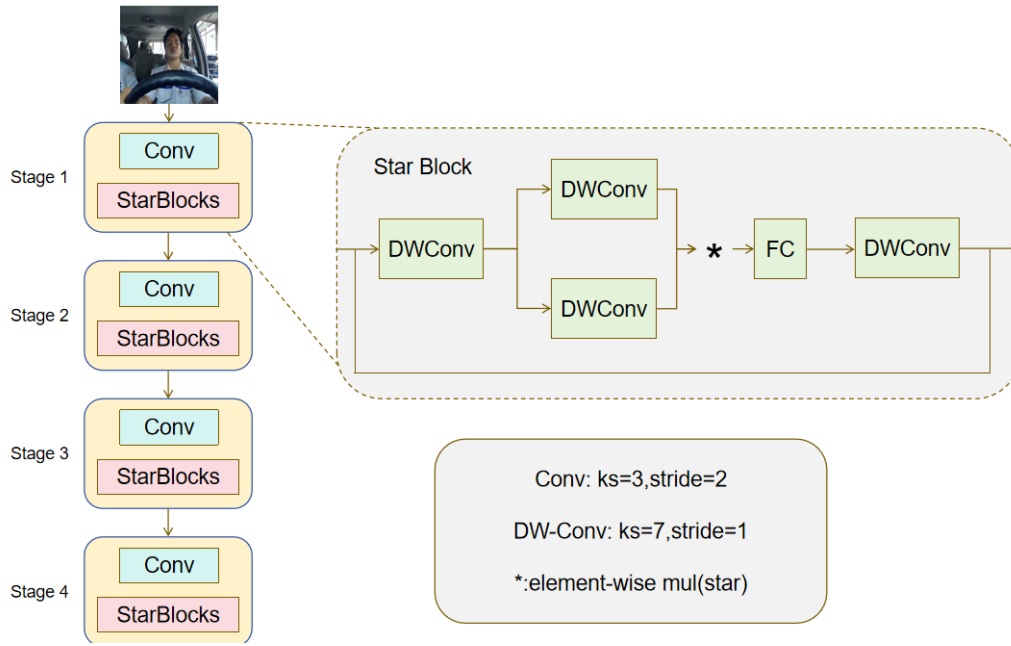 Stage 1
Conv
StarBlocks
Stage 2
Conv
StarBlocks
Stage 3
Conv
StarBlocks
Stage 4
Conv
StarBlocks
Star Block
DWConv
DWConv
DWConv
*
FC
DWConv
Conv: ks=3,stride=2
DW-Conv: ks=7,stride=1
*:element-wise mul(star)